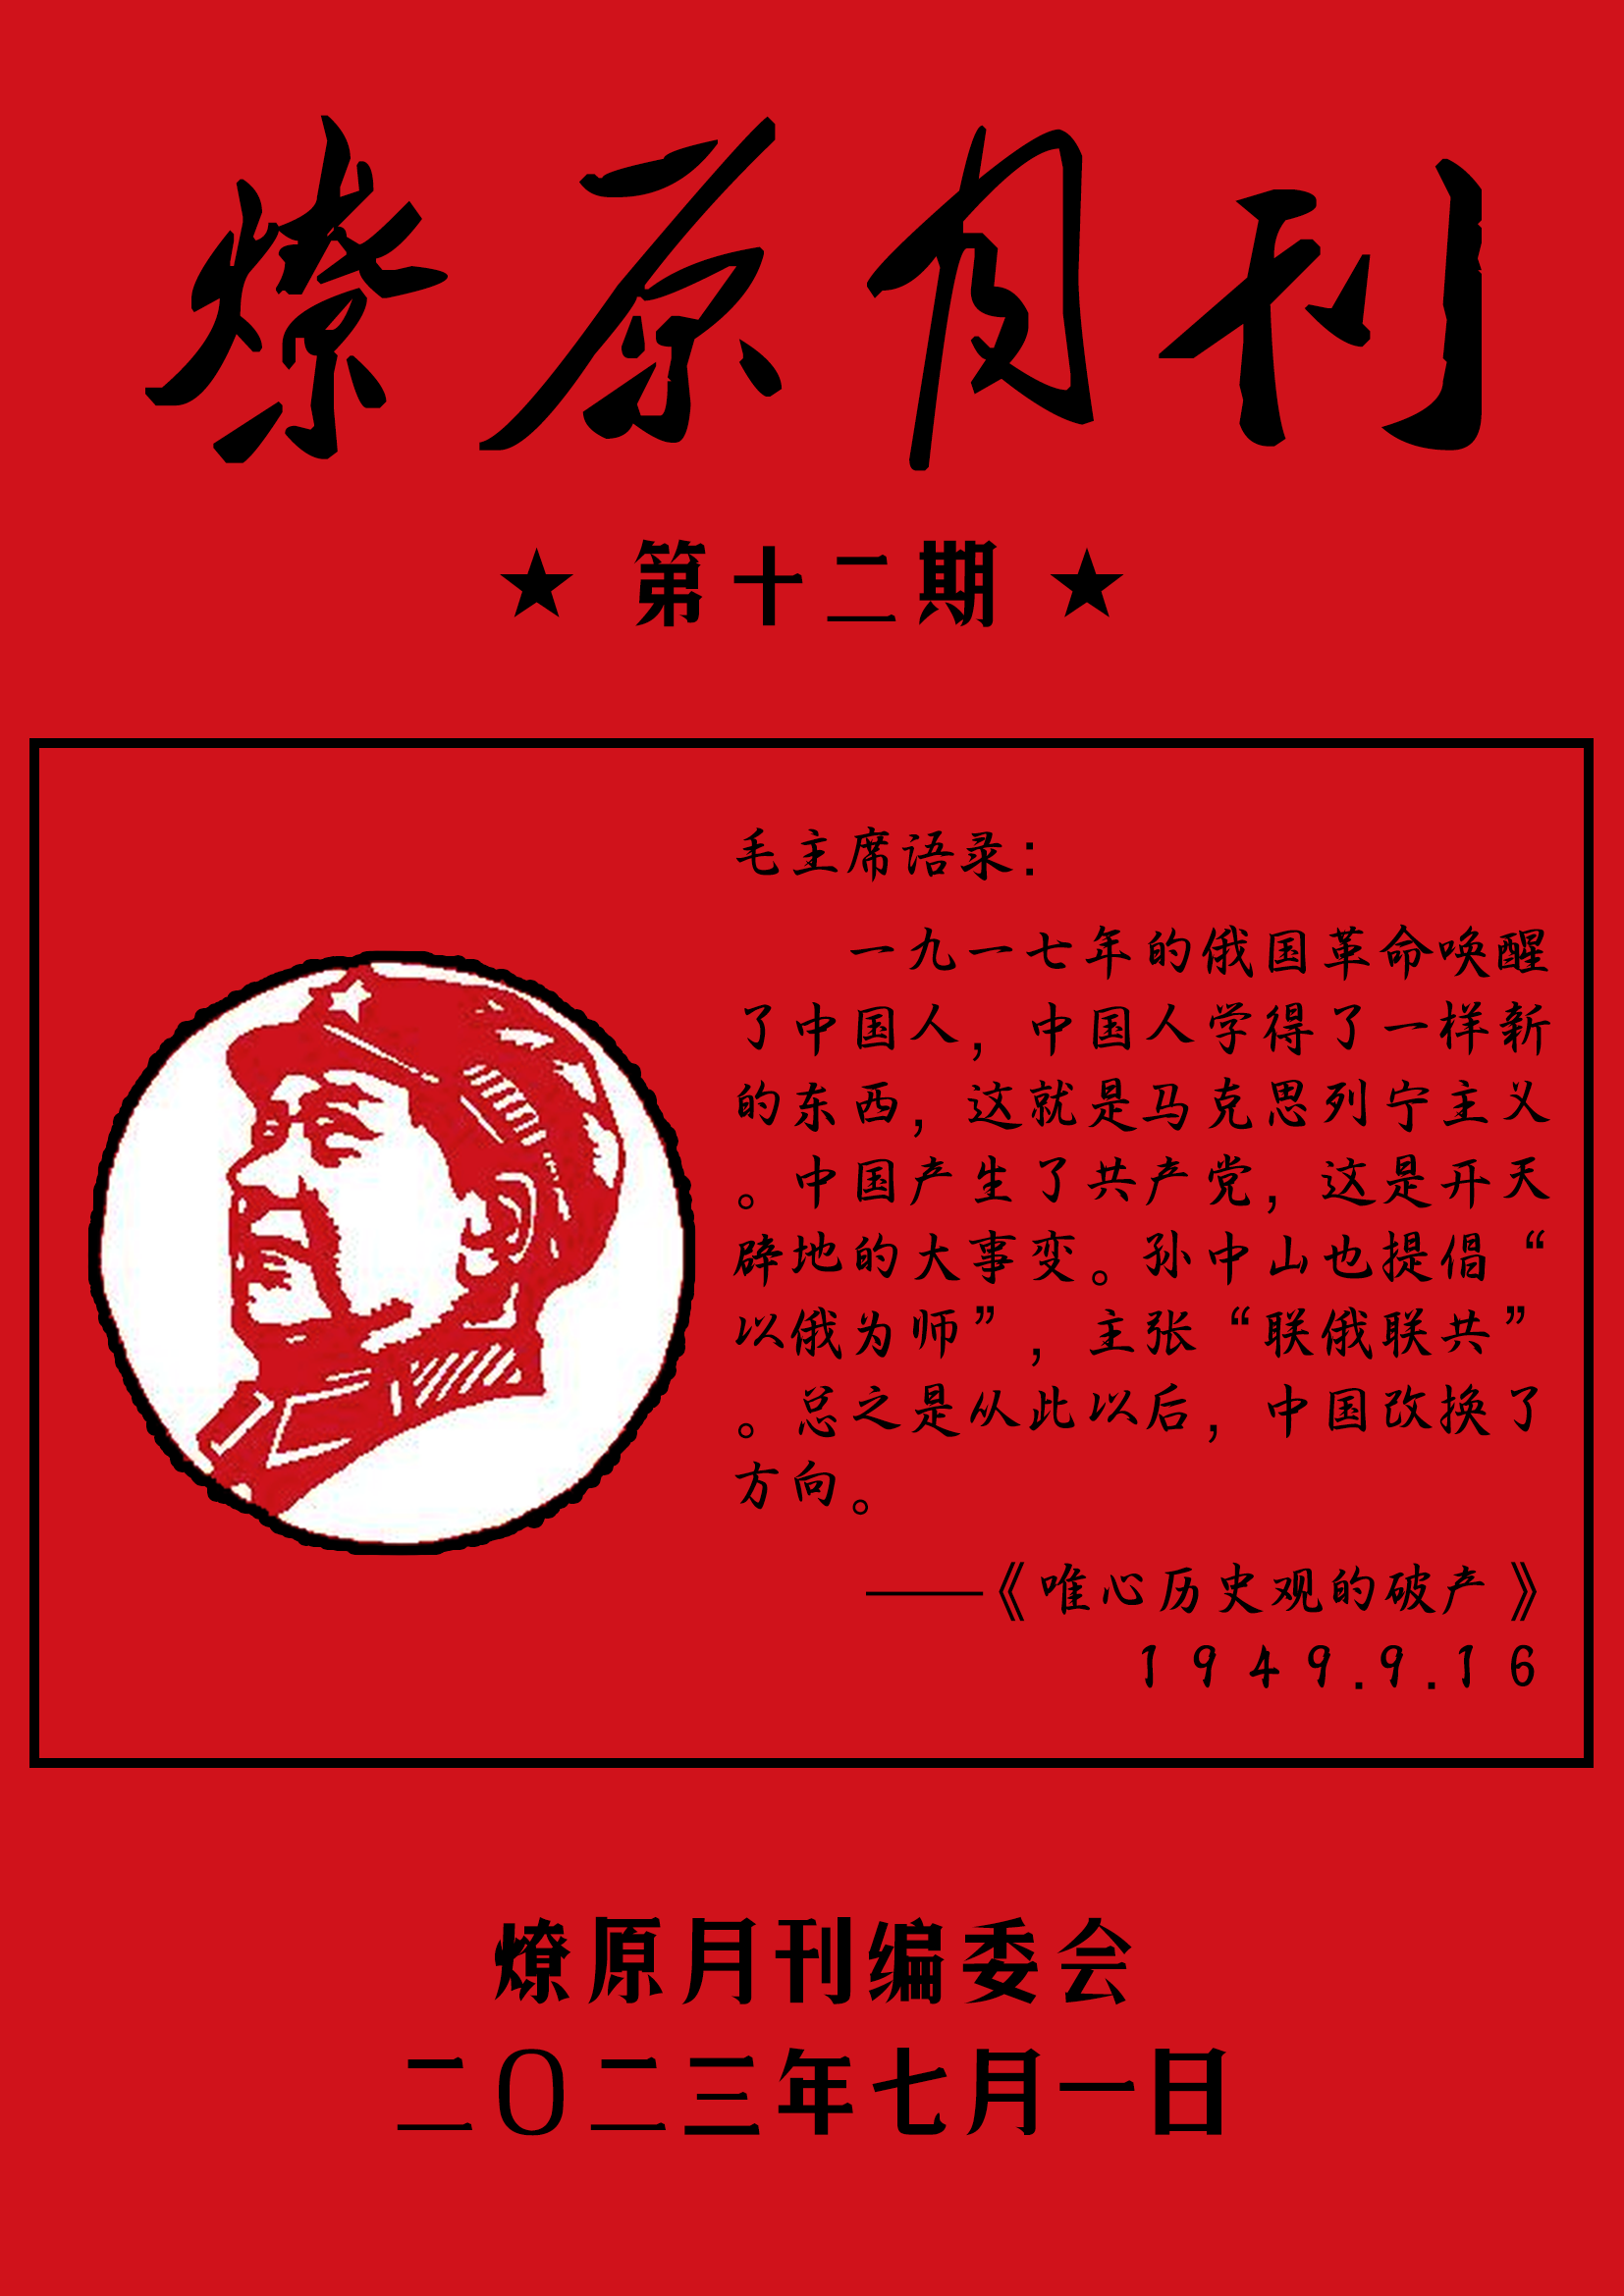 燎原月刊
★ 第十二期 ★
毛主席语录：
一九一七年的俄国革命唤醒
了中国人，中国人学得了一样新
的东西，这就是马克思列宁主义
。中国产生了共产党，这是开天
辟地的大事变。孙中山也提倡“
以俄为师”，主张“联俄联共”
。总之是从此以后，中国改换了
方向。
——《唯心历史观的破产》
1949.9.16
燎原月刊编委会
二〇二三年七月一日